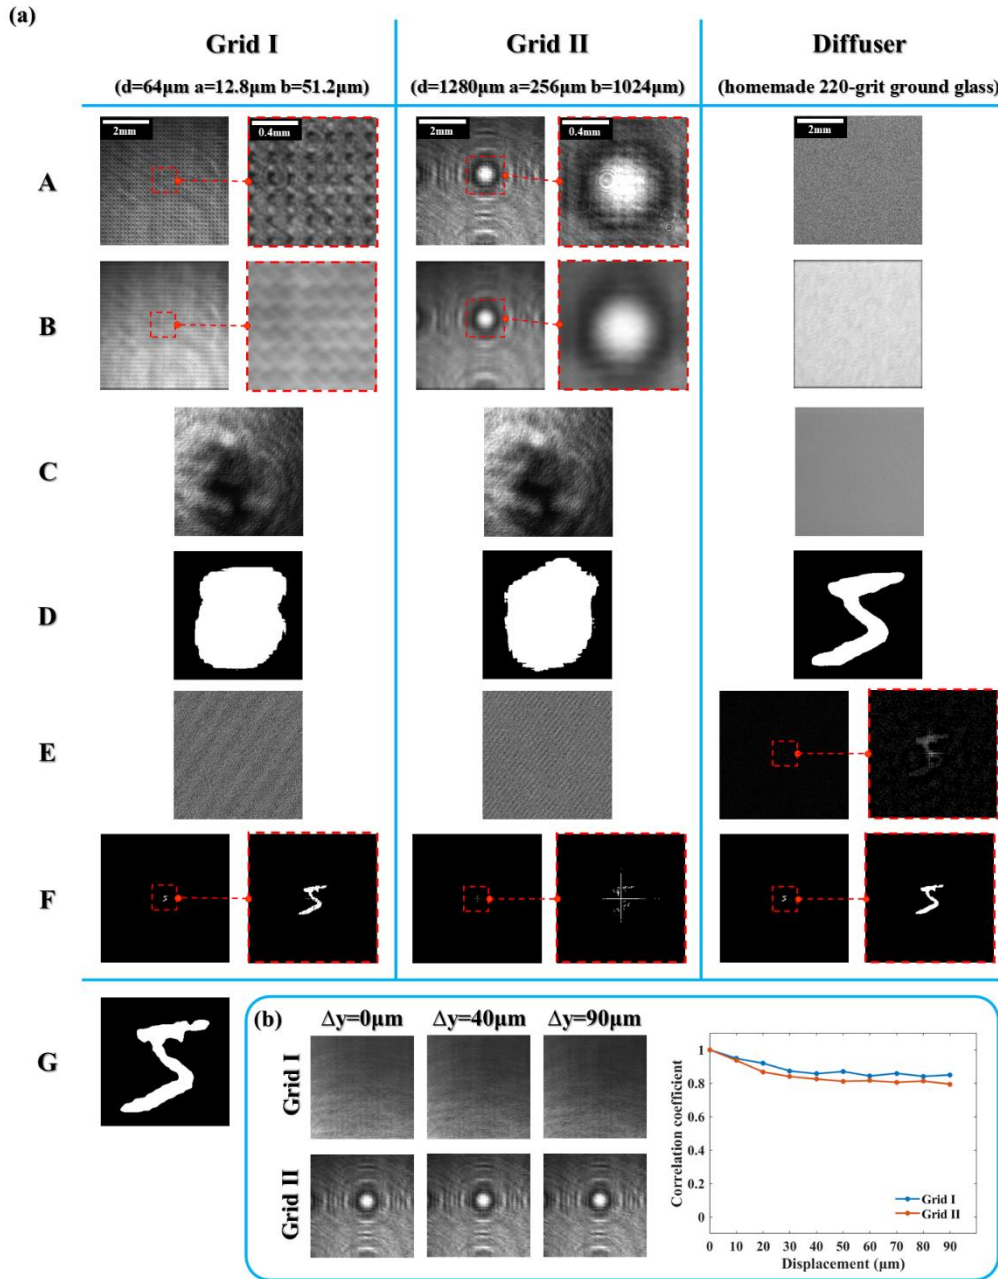 (a)
Grid I Grid II Diffuser
(d=64μm a=12.8μm b=51.2μm) (d=1280μm a=256μm b=1024μm) (homemade 220-grit ground glass)
2mm 0.4mm 2mm 0.4mm 2mm
A
B
C
D
E
F
G
(b) Δy=0μm Δy=40μm Δy=90μm
Grid I
Grid II
Correlation coefficient
1
0.8
0.6
0.4
0.2
0
Grid I
Grid II
0 10 20 30 40 50 60 70 80 90
Displacement (μm)